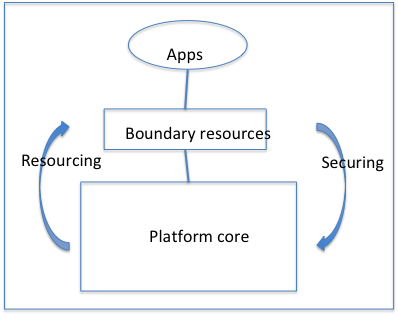 Apps
Boundary resources
Resourcing
Securing
Platform core